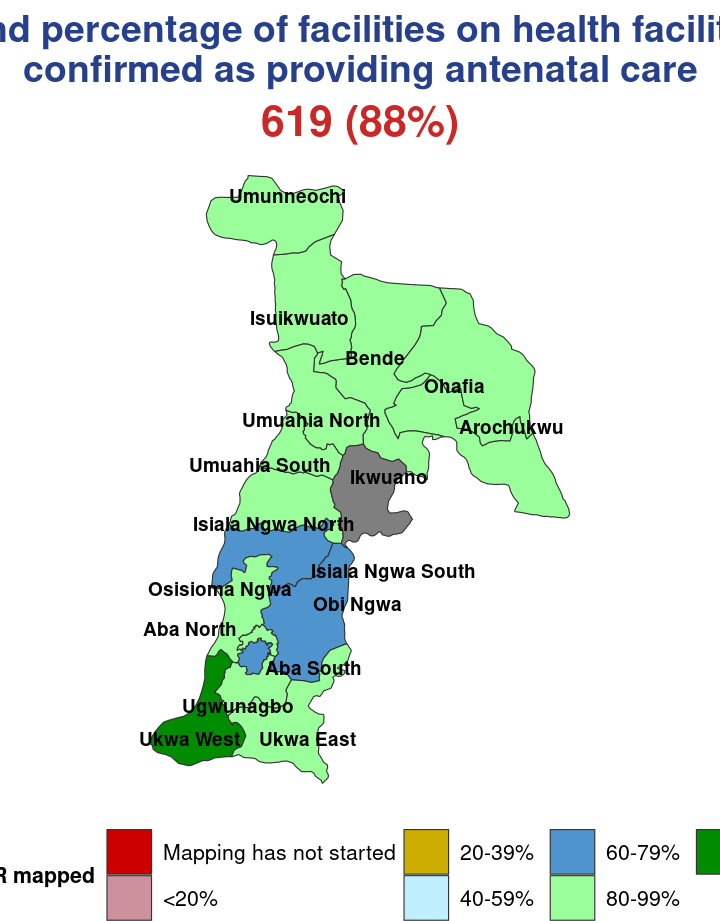 percentage of facilities on health
confirmed as providing antenatal care
619 (88%)
Umunneochi
Isuikwuato
Bende
Ohafia
Umuahia North
Arochukwu
Umuahia South
Ikwuano
Isiala Ngwa North
Isiala Ngwa South
Osisioma Ngwa
Obi Ngwa
Aba North
Aba South
Ugwunagbo
Ukwa West
Ukwa East
mapped
Mapping has not started
20-39%
60-79%
<20%
40-59%
80-99%